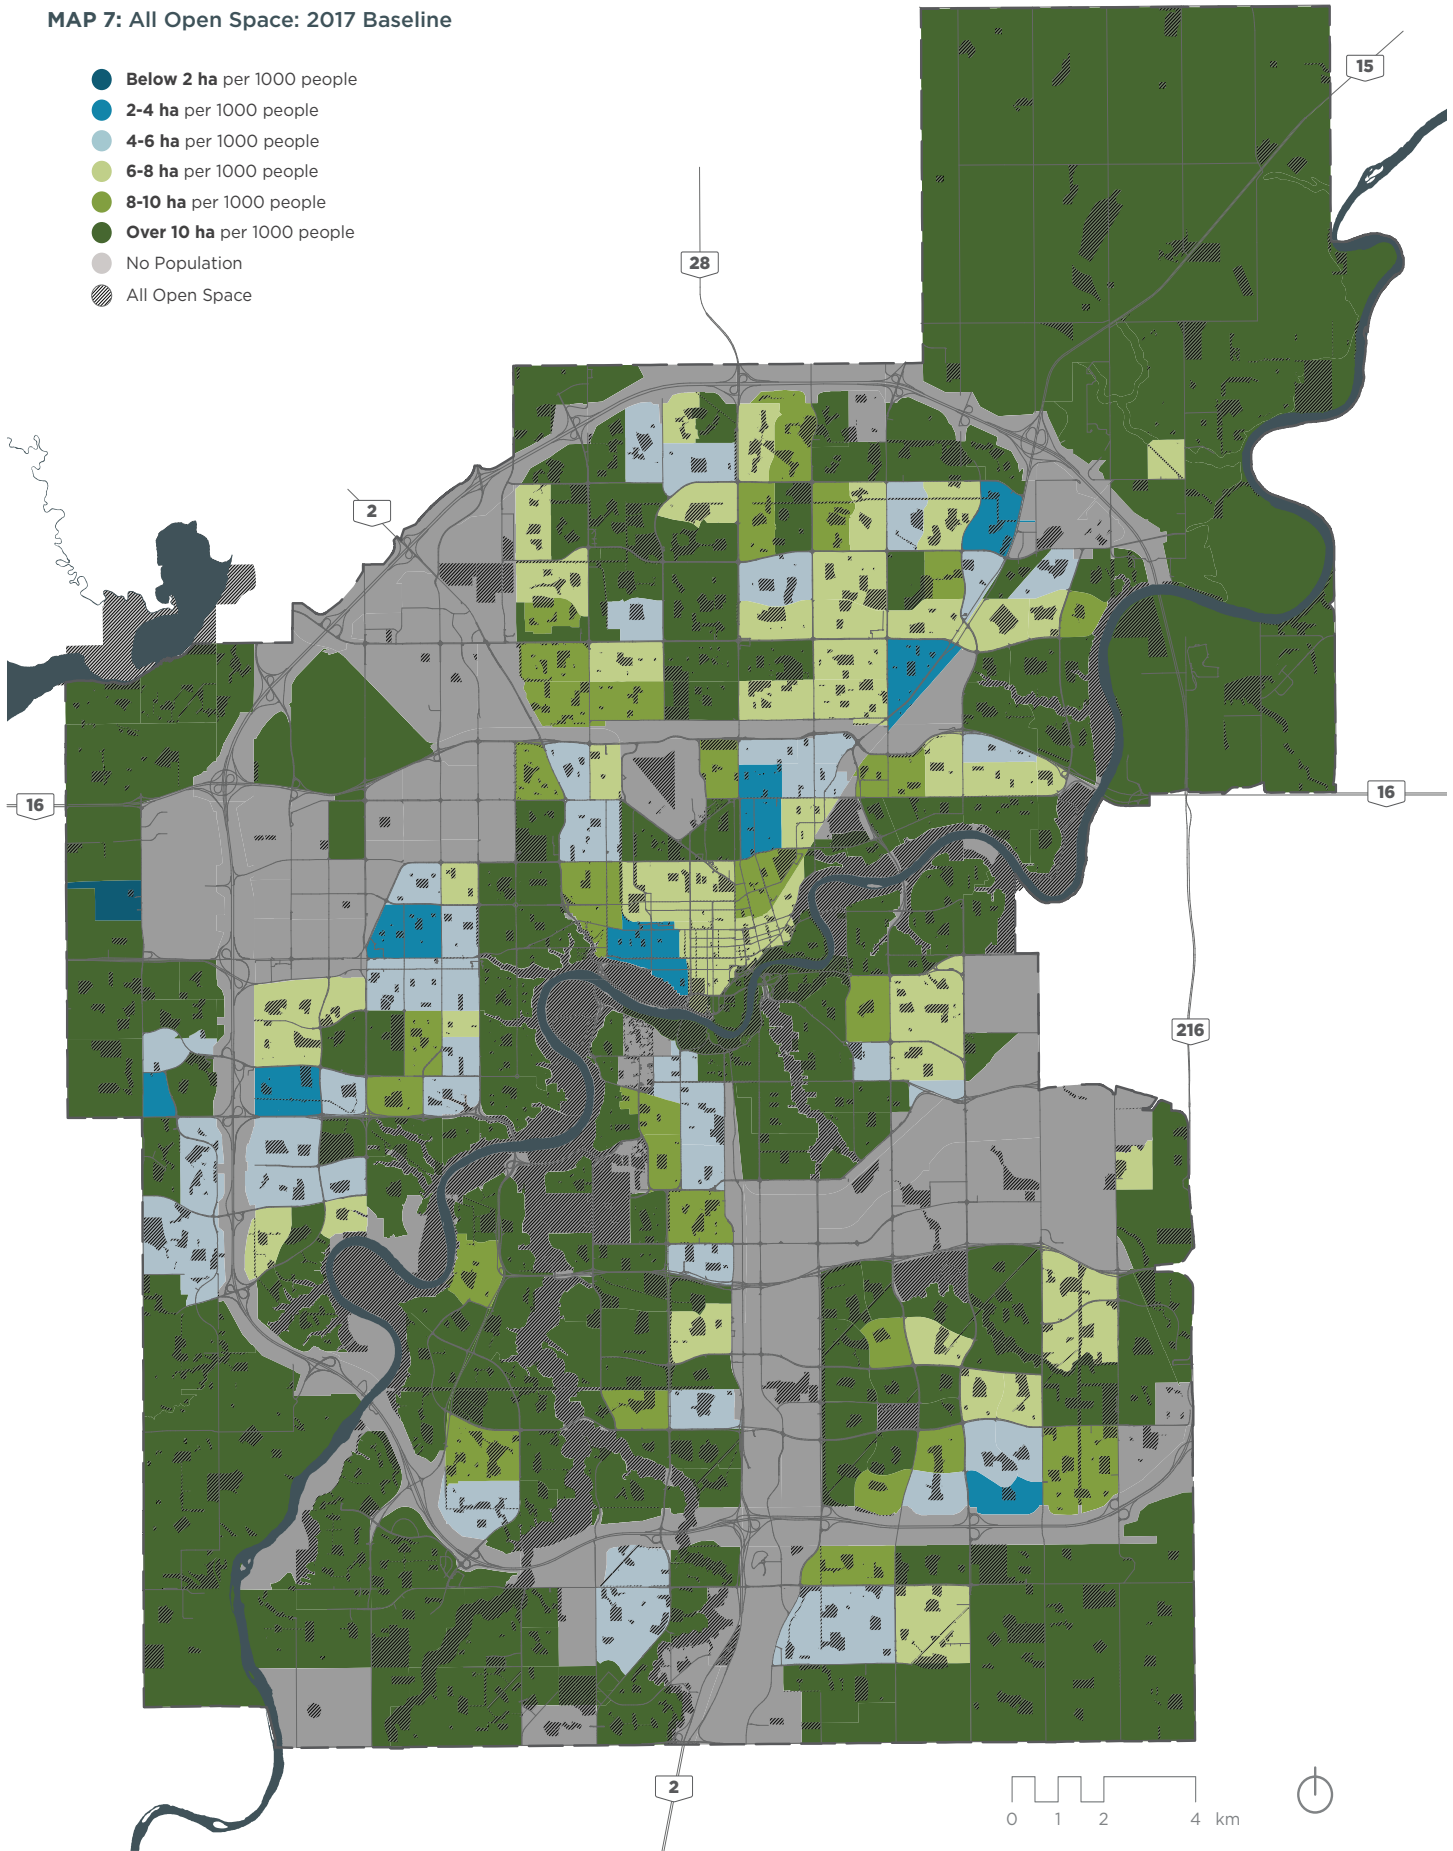 MAP 7: All Open Space: 2017 Baseline
Below 2 ha per 1000 people
2-4 ha per 1000 people
4-6 ha per 1000 people
6-8 ha per 1000 people
8-10 ha per 1000 people
Over 10 ha per 1000 people
No Population
All Open Space
15
28
2
16
16
216
2
0 1 2 4 km